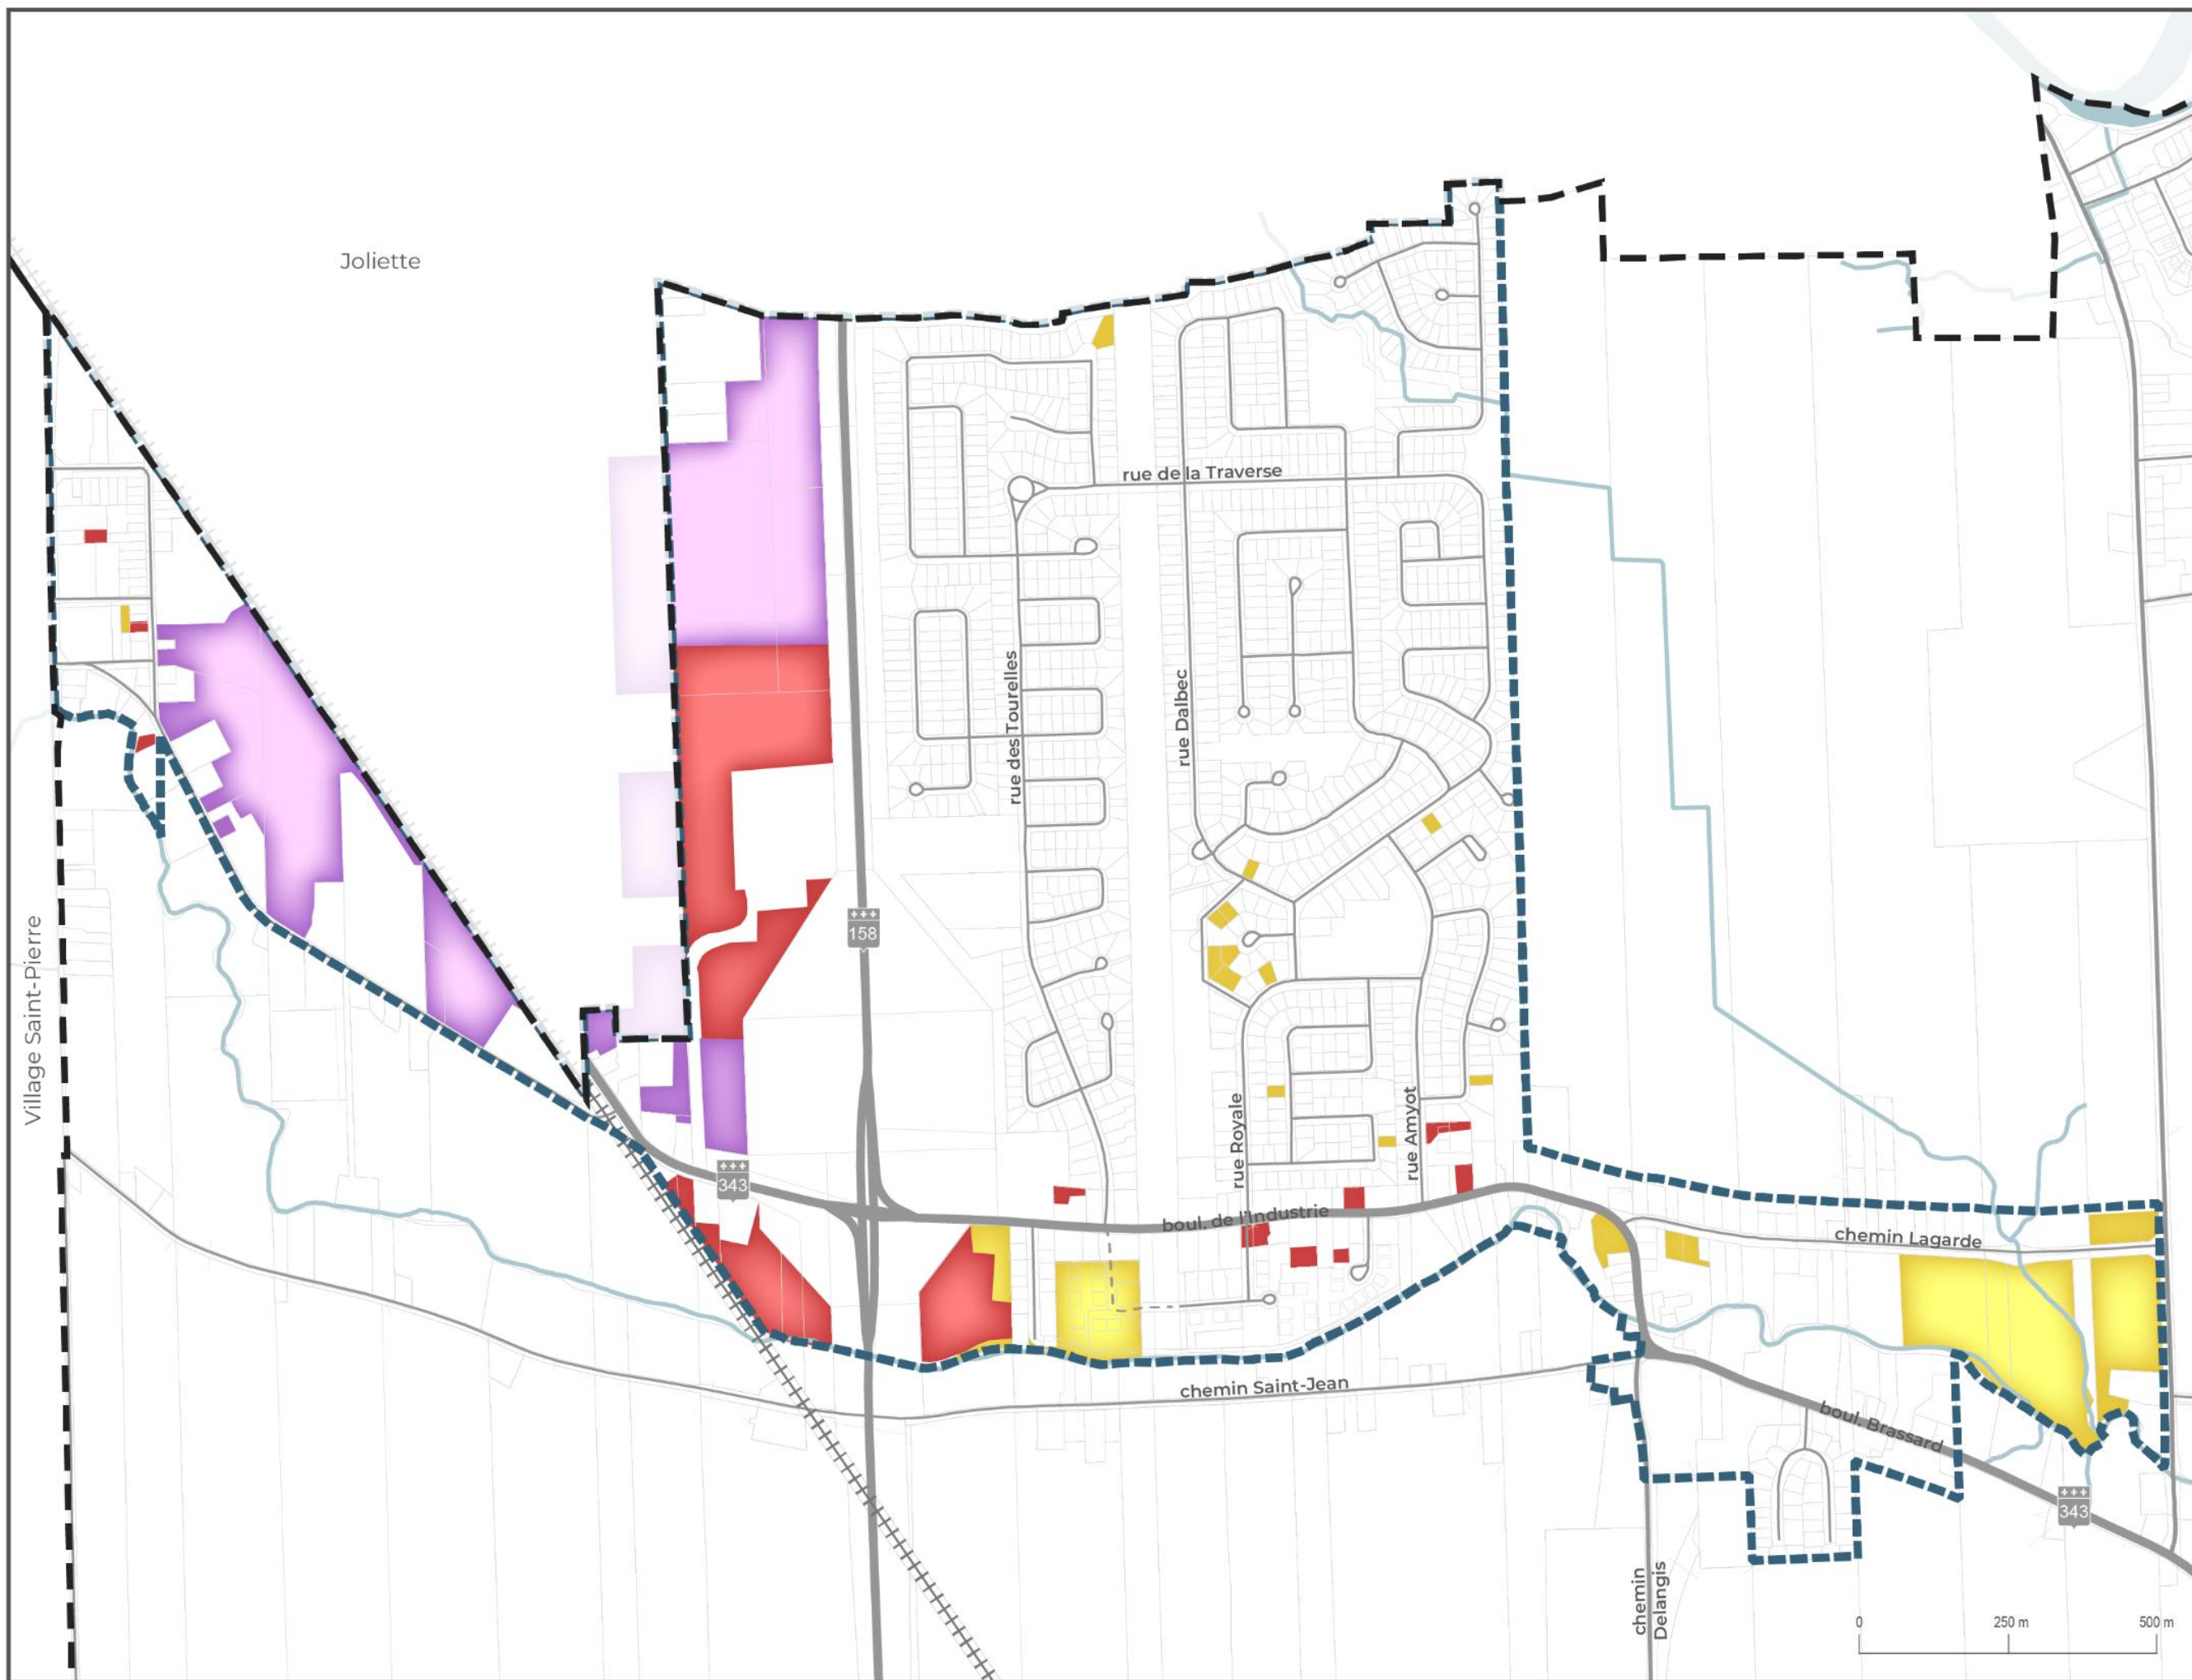 Joliette
rue de la Traverse
rue des Tourelles
rue Dalbec
158
Village Saint-Pierre
rue Royale
rue Amyot
343
boul. de l'Industrie
chemin Lagarde
chemin Saint-Jean
boul. Brassard
343
chemin
Delangis
0 250 m 500 m